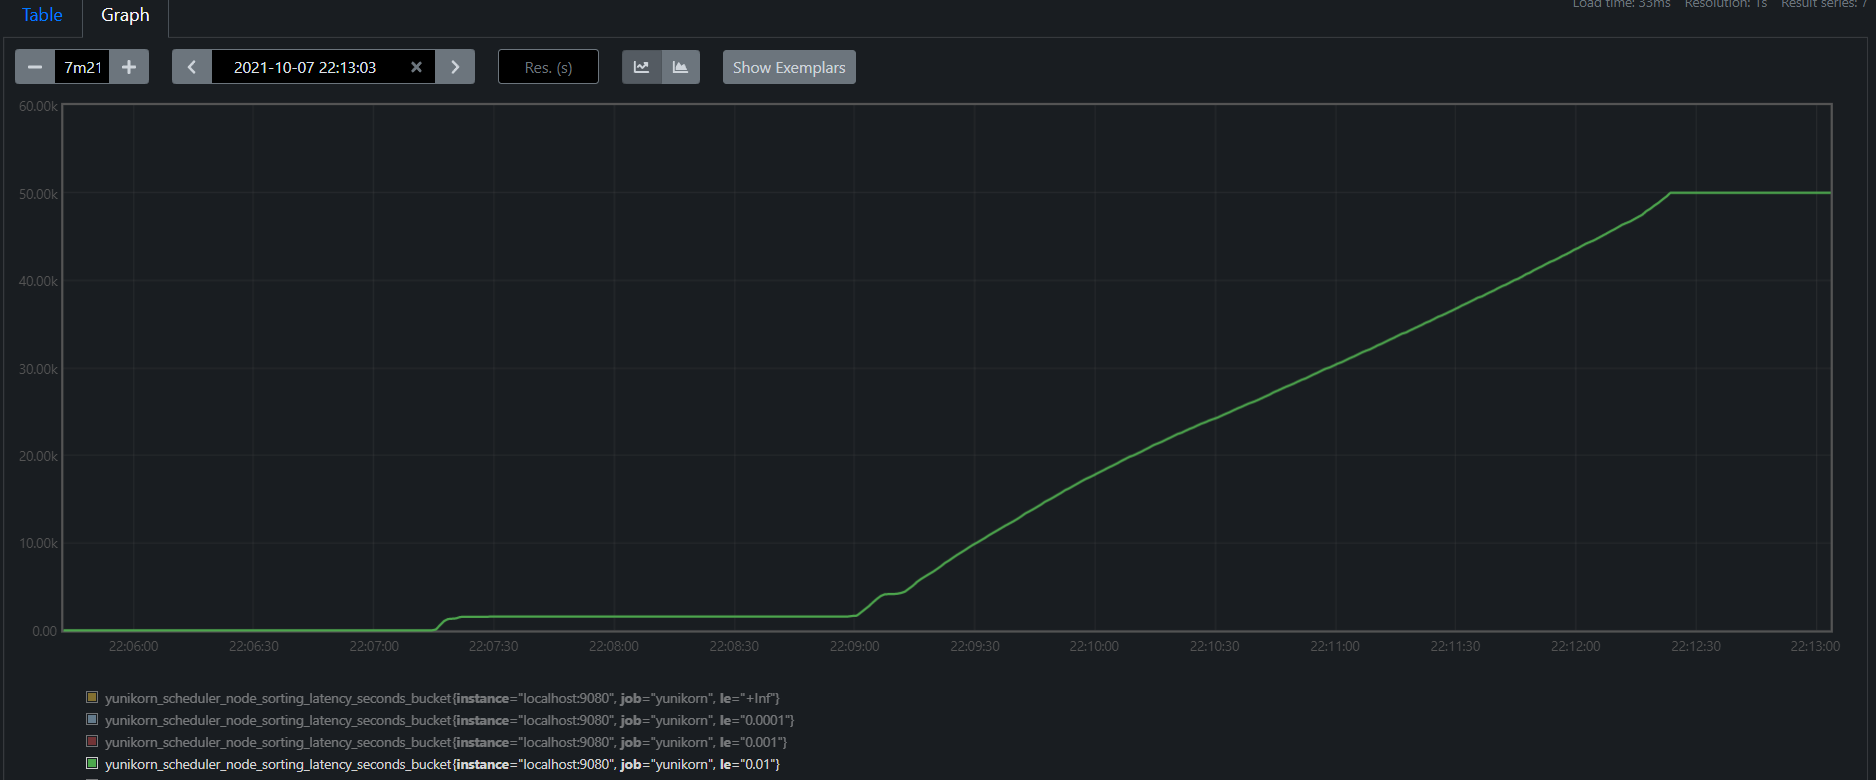 Table Graph Load time: 33ms Resolution: 1s Result series: 7
7m21 2021-10-07 22:13:03 Res. (s) Show Exemplars
60.00k
50.00k
40.00k
30.00k
20.00k
10.00k
0.00
22:06:00 22:06:30 22:07:00 22:07:30 22:08:00 22:08:30 22:09:00 22:09:30 22:10:00 22:10:30 22:11:00 22:11:30 22:12:00 22:12:30 22:13:00
yunikorn_scheduler_node_sorting_latency_seconds_bucket{instance="localhost:9080", job="yunikorn", le="+Inf"}
yunikorn_scheduler_node_sorting_latency_seconds_bucket{instance="localhost:9080", job="yunikorn", le="0.0001"}
yunikorn_scheduler_node_sorting_latency_seconds_bucket{instance="localhost:9080", job="yunikorn", le="0.001"}
yunikorn_scheduler_node_sorting_latency_seconds_bucket{instance="localhost:9080", job="yunikorn", le="0.01"}